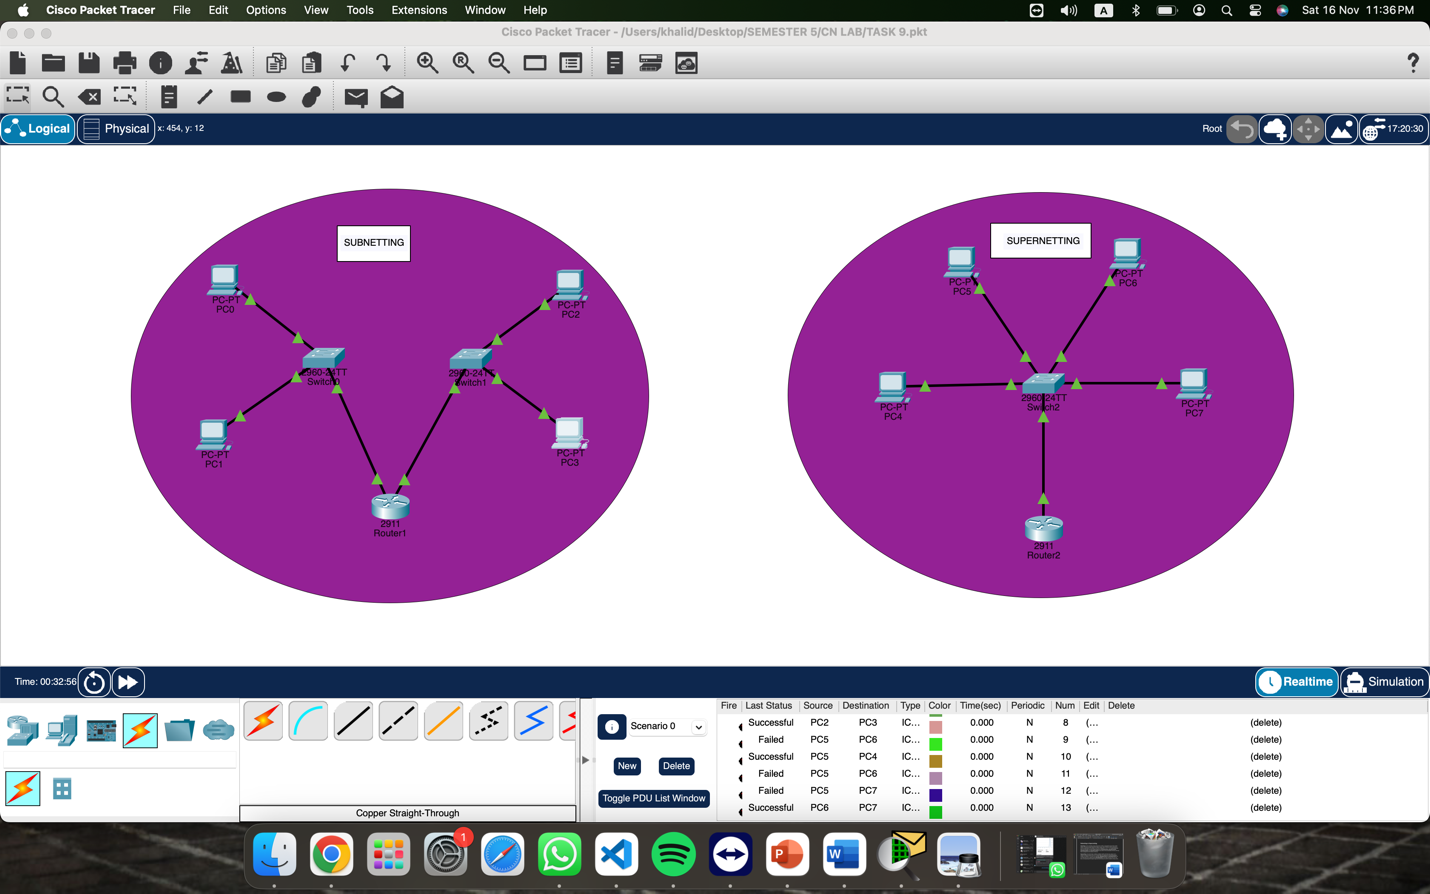 Cisco Packet Tracer File Edit Options View Tools Extensions Window Help A Sat 16 Nov 11:36 PM
Cisco Packet Tracer - /Users/khalid/Desktop/SEMESTER 5/CN LAB/TASK 9.pkt
Logical Physical x: 454, y: 12 Root 17:20:30
SUBNETTING
SUPERNETTING
PC-PT
PC0
PC-PT
PC2
PC-PT
PC5
PC-PT
PC6
2960-24TT
Switch0
2960-24TT
Switch1
PC-PT
PC4
2960-24TT
Switch2
PC-PT
PC7
PC-PT
PC1
PC-PT
PC3
2911
Router1
2911
Router2
Time: 00:32:56 Realtime Simulation
Scenario 0
New Delete
Toggle PDU List Window
Copper Straight-Through
Fire Last Status Source Destination Type Color Time(sec) Periodic Num Edit Delete
Successful PC2 PC3 IC... 0.000 N 8 (... (delete)
Failed PC5 PC6 IC... 0.000 N 9 (... (delete)
Successful PC5 PC4 IC... 0.000 N 10 (... (delete)
Failed PC5 PC6 IC... 0.000 N 11 (... (delete)
Failed PC5 PC7 IC... 0.000 N 12 (... (delete)
Successful PC6 PC7 IC... 0.000 N 13 (... (delete)
1